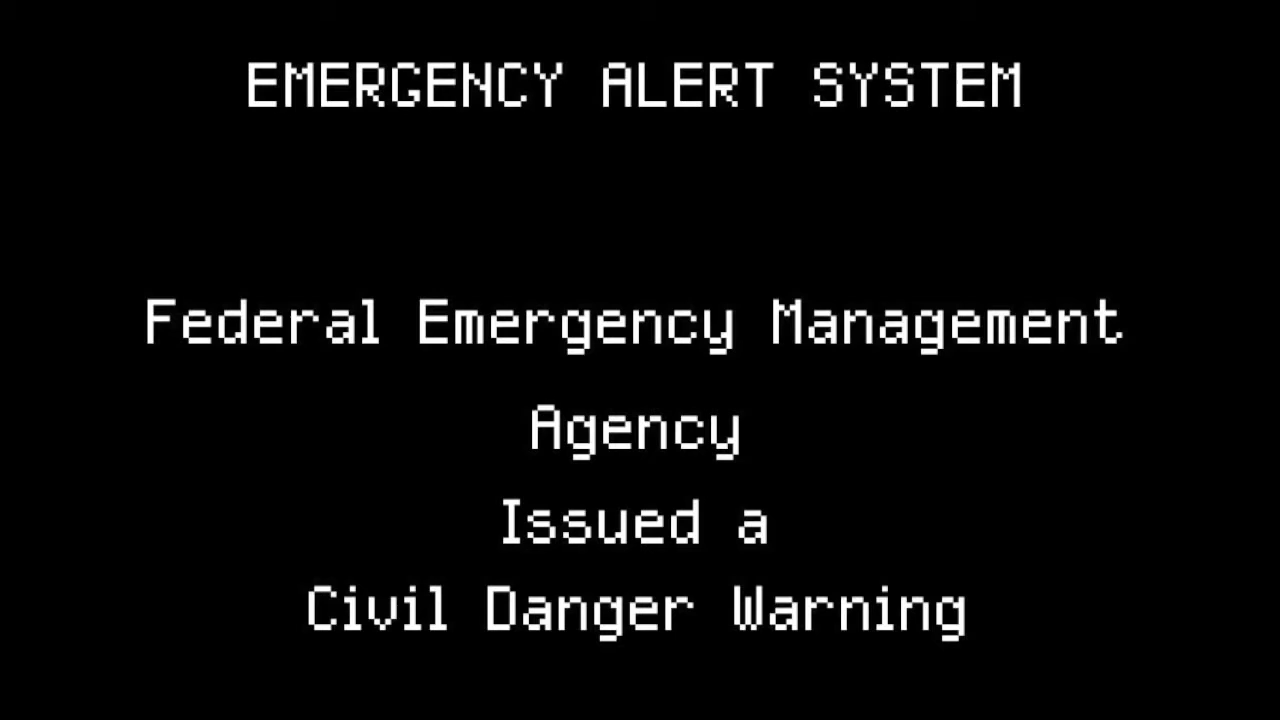 EMERGENCY ALERT SYSTEM
Federal Emergency Management
Agency
Issued a
Civil Danger Warning